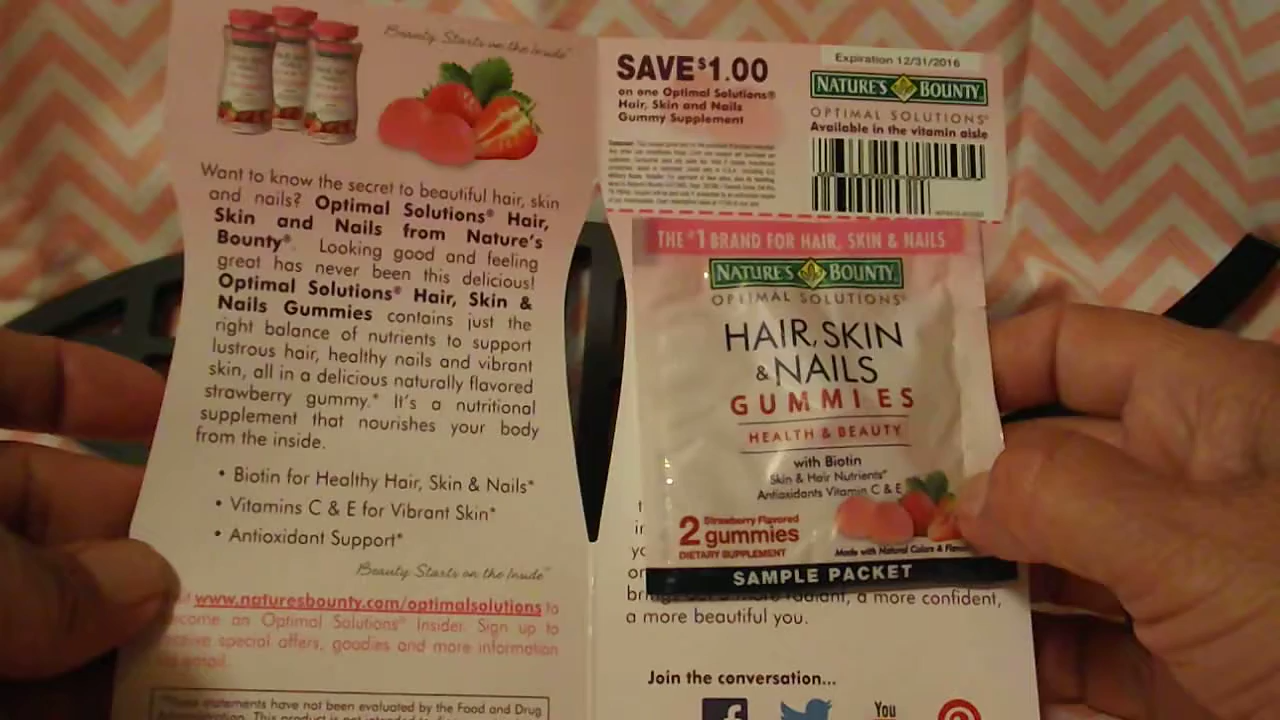 Beauty Starts on the Inside™
Want to know the secret to beautiful hair, skin
and nails? Optimal Solutions® Hair,
Skin and Nails from Nature's
Bounty®. Looking good and feeling
great has never been this delicious!
Optimal Solutions® Hair, Skin &
Nails Gummies contains just the
right balance of nutrients to support
lustrous hair, healthy nails and vibrant
skin, all in a delicious naturally flavored
strawberry gummy.* It's a nutritional
supplement that nourishes your body
from the inside.
• Biotin for Healthy Hair, Skin & Nails*
• Vitamins C & E for Vibrant Skin*
• Antioxidant Support*
Beauty Starts on the Inside™
www.naturesbounty.com/optimalsolutions to
an Optimal Solutions® Insider. Sign up to
special offers, goodies and more information
email.
*These statements have not been evaluated by the Food and Drug
This product is not intended to
SAVE $1.00
on one Optimal Solutions®
Hair, Skin and Nails
Gummy Supplement
Expiration 12/31/2016
NATURE'S BOUNTY
OPTIMAL SOLUTIONS®
Available in the vitamin aisle
THE #1 BRAND FOR HAIR, SKIN & NAILS
NATURE'S BOUNTY
OPTIMAL SOLUTIONS®
HAIR, SKIN
& NAILS
GUMMIES
HEALTH & BEAUTY
with Biotin
Skin & Hair Nutrients*
Antioxidants Vitamin C & E
2 Strawberry Flavored
gummies
DIETARY SUPPLEMENT
Made with Natural Colors &
SAMPLE PACKET
radiant, a more confident,
a more beautiful you.
Join the conversation...
f
You